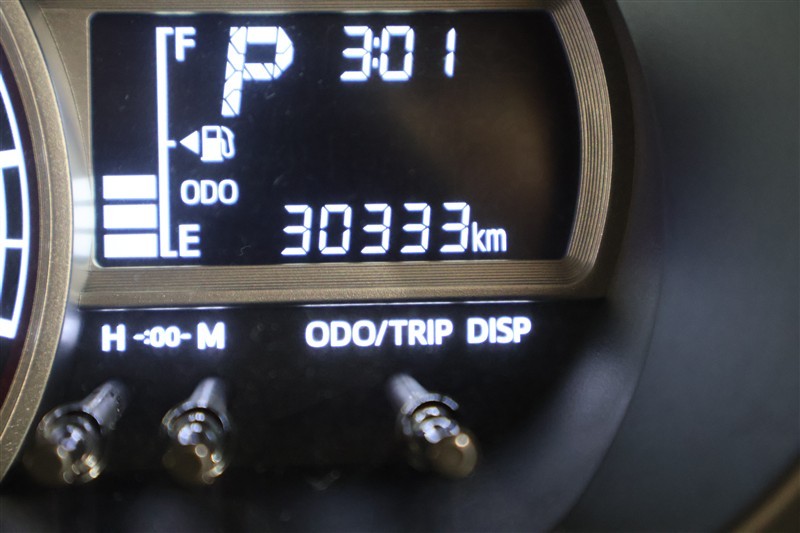 F P 3:01
ODO
E 30333km
H -:00- M ODO/TRIP DISP